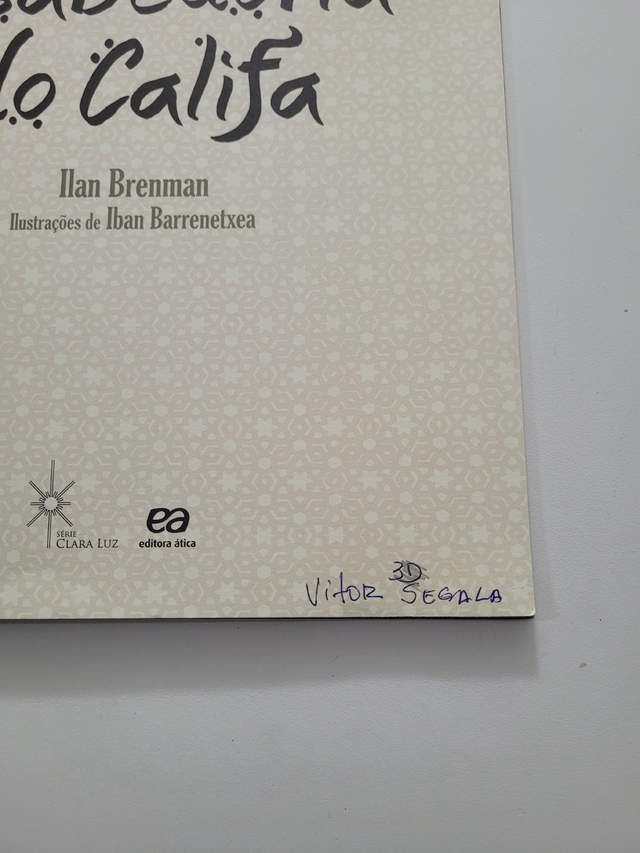 do Califa
Ilan Brenman
Ilustrações de Iban Barrenetxea
SÉRIE
CLARA LUZ
ea
editora ática
3D
Vitor SEGALA